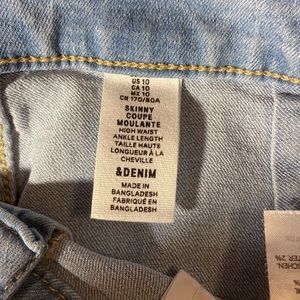 US 10
CA 10
MX 10
CN 170/80A
SKINNY
COUPE
MOULANTE
HIGH WAIST
ANKLE LENGTH
TAILLE HAUTE
LONGUEUR À LA
CHEVILLE
&DENIM
MADE IN
BANGLADESH
FABRIQUÉ EN
BANGLADESH